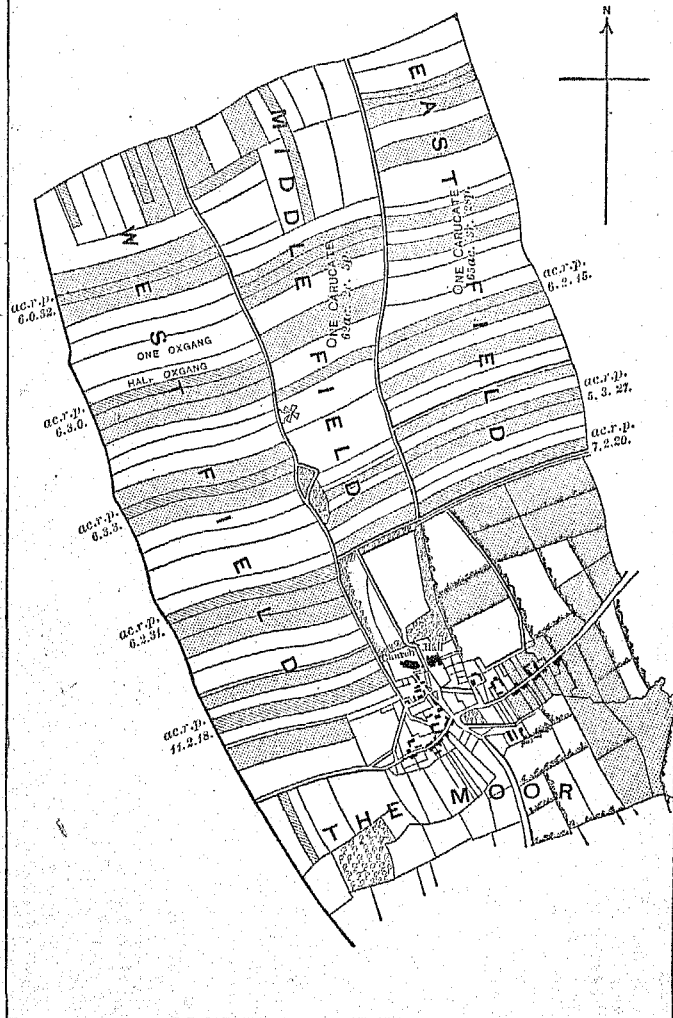 N
EAST FIELD
ONE CARUCATE
MIDDLE FIELD
ONE CARUCATE
WEST FIELD
ONE OXGANG
HALF OXGANG
ac.r.p.
6.0.32.
ac.r.p.
6.3.0.
ac.r.p.
6.3.3.
ac.r.p.
6.2.31.
ac.r.p.
11.2.18.
ac.r.p.
6.2.15.
ac.r.p.
5.3.27.
ac.r.p.
7.2.20.
Church
Hall
THE MOOR